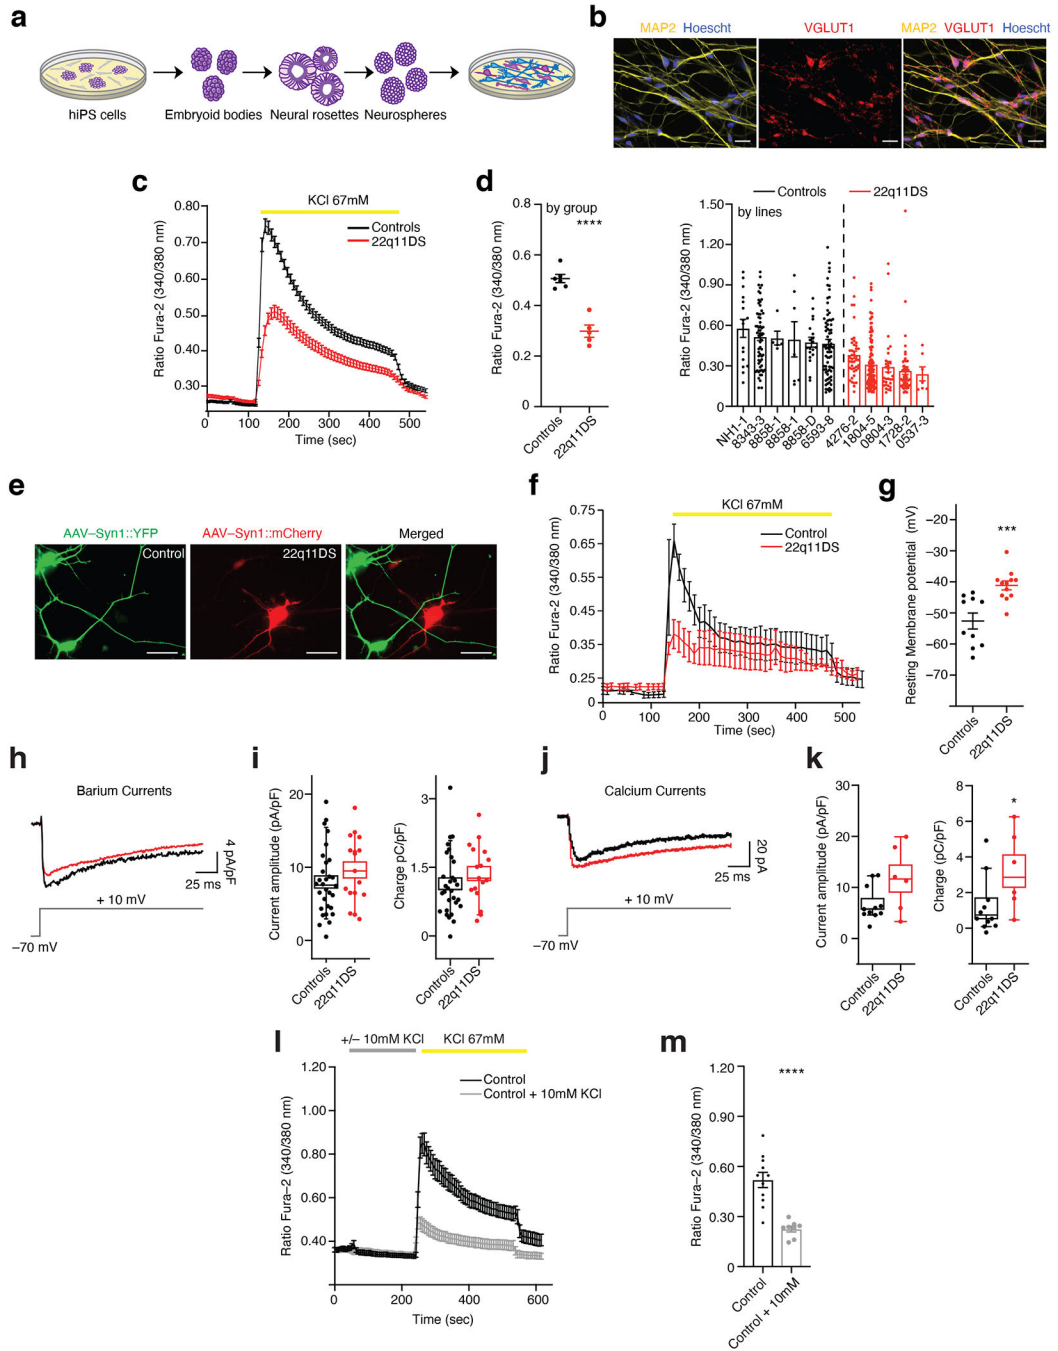 a
hiPS cells
Embryoid bodies
Neural rosettes
Neurospheres
b
MAP2 Hoescht
VGLUT1
MAP2 VGLUT1 Hoescht
c
KCl 67mM
Controls
22q11DS
Ratio Fura-2 (340/380 nm)
0.80
0.70
0.60
0.50
0.40
0.30
0
100
200
300
400
500
Time (sec)
d
by group
****
Ratio Fura-2 (340/380 nm)
0.8
0.6
0.4
0.2
0
Controls
22q11DS
Controls
22q11DS
by lines
Ratio Fura-2 (340/380 nm)
1.50
1.20
0.90
0.60
0.30
0
NH1-1
8343-3
8858-1
8858-1
8858-D
6593-8
4276-2
1804-5
0804-3
1728-2
0537-3
e
AAV–Syn1::YFP
Control
AAV–Syn1::mCherry
22q11DS
Merged
f
KCl 67mM
Control
22q11DS
Ratio Fura-2 (340/380 nm)
0.75
0.65
0.55
0.45
0.35
0.25
0
0
100
200
300
400
500
Time (sec)
g
***
Resting Membrane potential (mV)
−20
−30
−40
−50
−60
−70
Controls
22q11DS
h
Barium Currents
4 pA/pF
25 ms
+ 10 mV
–70 mV
i
Current amplitude (pA/pF)
20
10
0
Controls
22q11DS
Charge pC/pF)
3
1.5
0
Controls
22q11DS
j
Calcium Currents
20 pA
25 ms
+ 10 mV
–70 mV
k
Current amplitude (pA/pF)
30
20
10
0
Controls
22q11DS
Charge (pC/pF)
*
8
6
4
2
0
Controls
22q11DS
l
+/− 10mM KCl
KCl 67mM
Control
Control + 10mM KCl
Ratio Fura–2 (340/380 nm)
1.20
1.00
0.80
0.60
0.40
0
200
400
600
Time (sec)
m
****
Ratio Fura–2 (340/380 nm)
1.20
0.90
0.60
0.30
0
Control
Control + 10mM